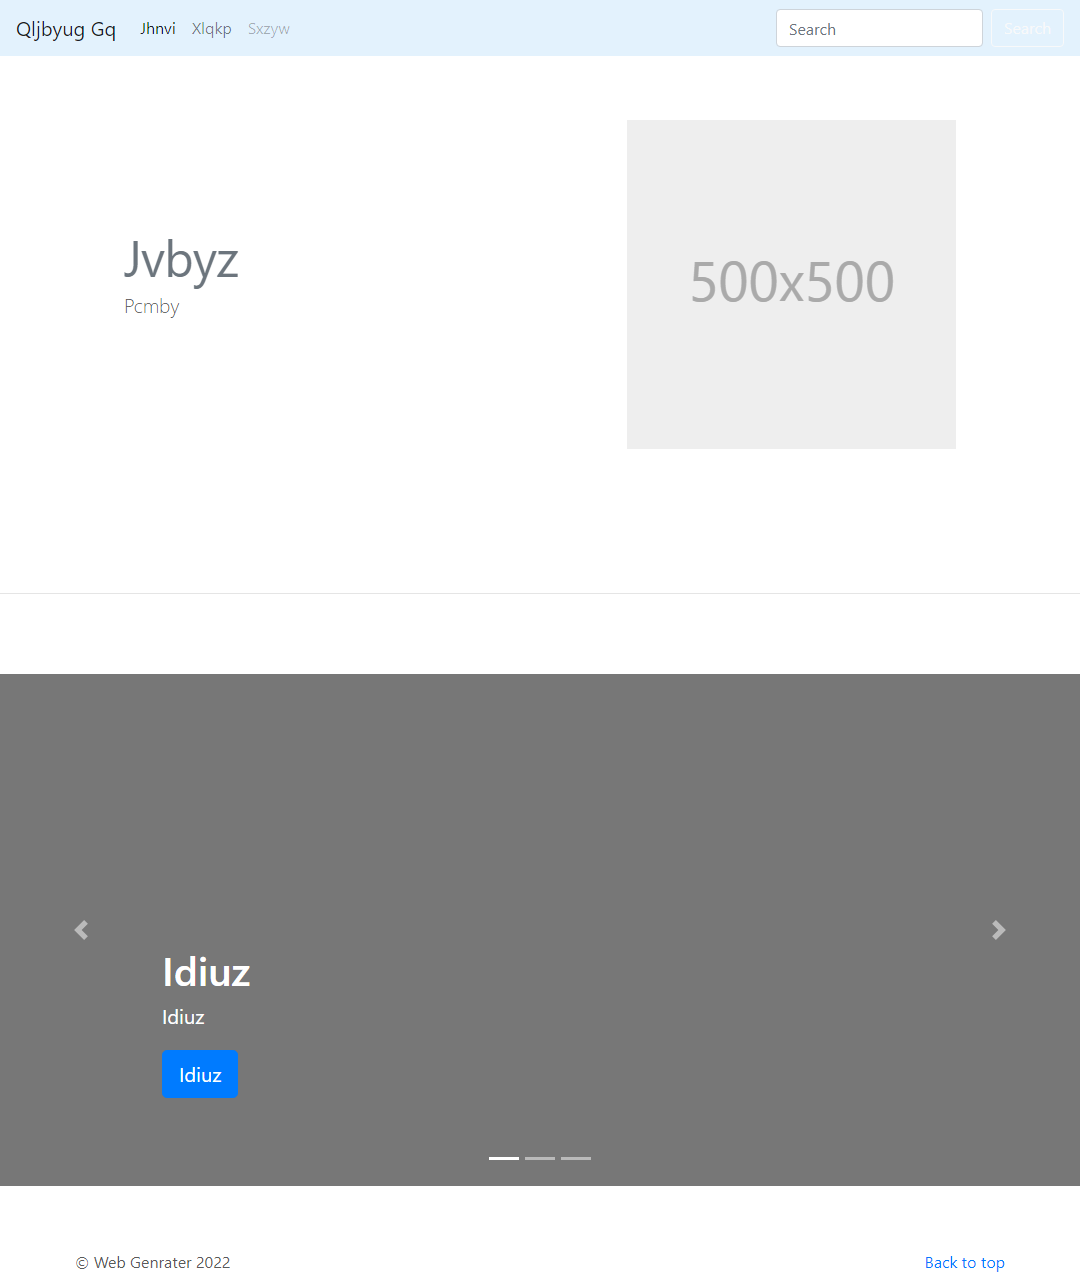 Qljbyug Gq Jhnvi Xlqkp Sxzyw Search Search
Jvbyz
Pcmby
500x500
Idiuz
Idiuz
Idiuz
© Web Genrater 2022 Back to top